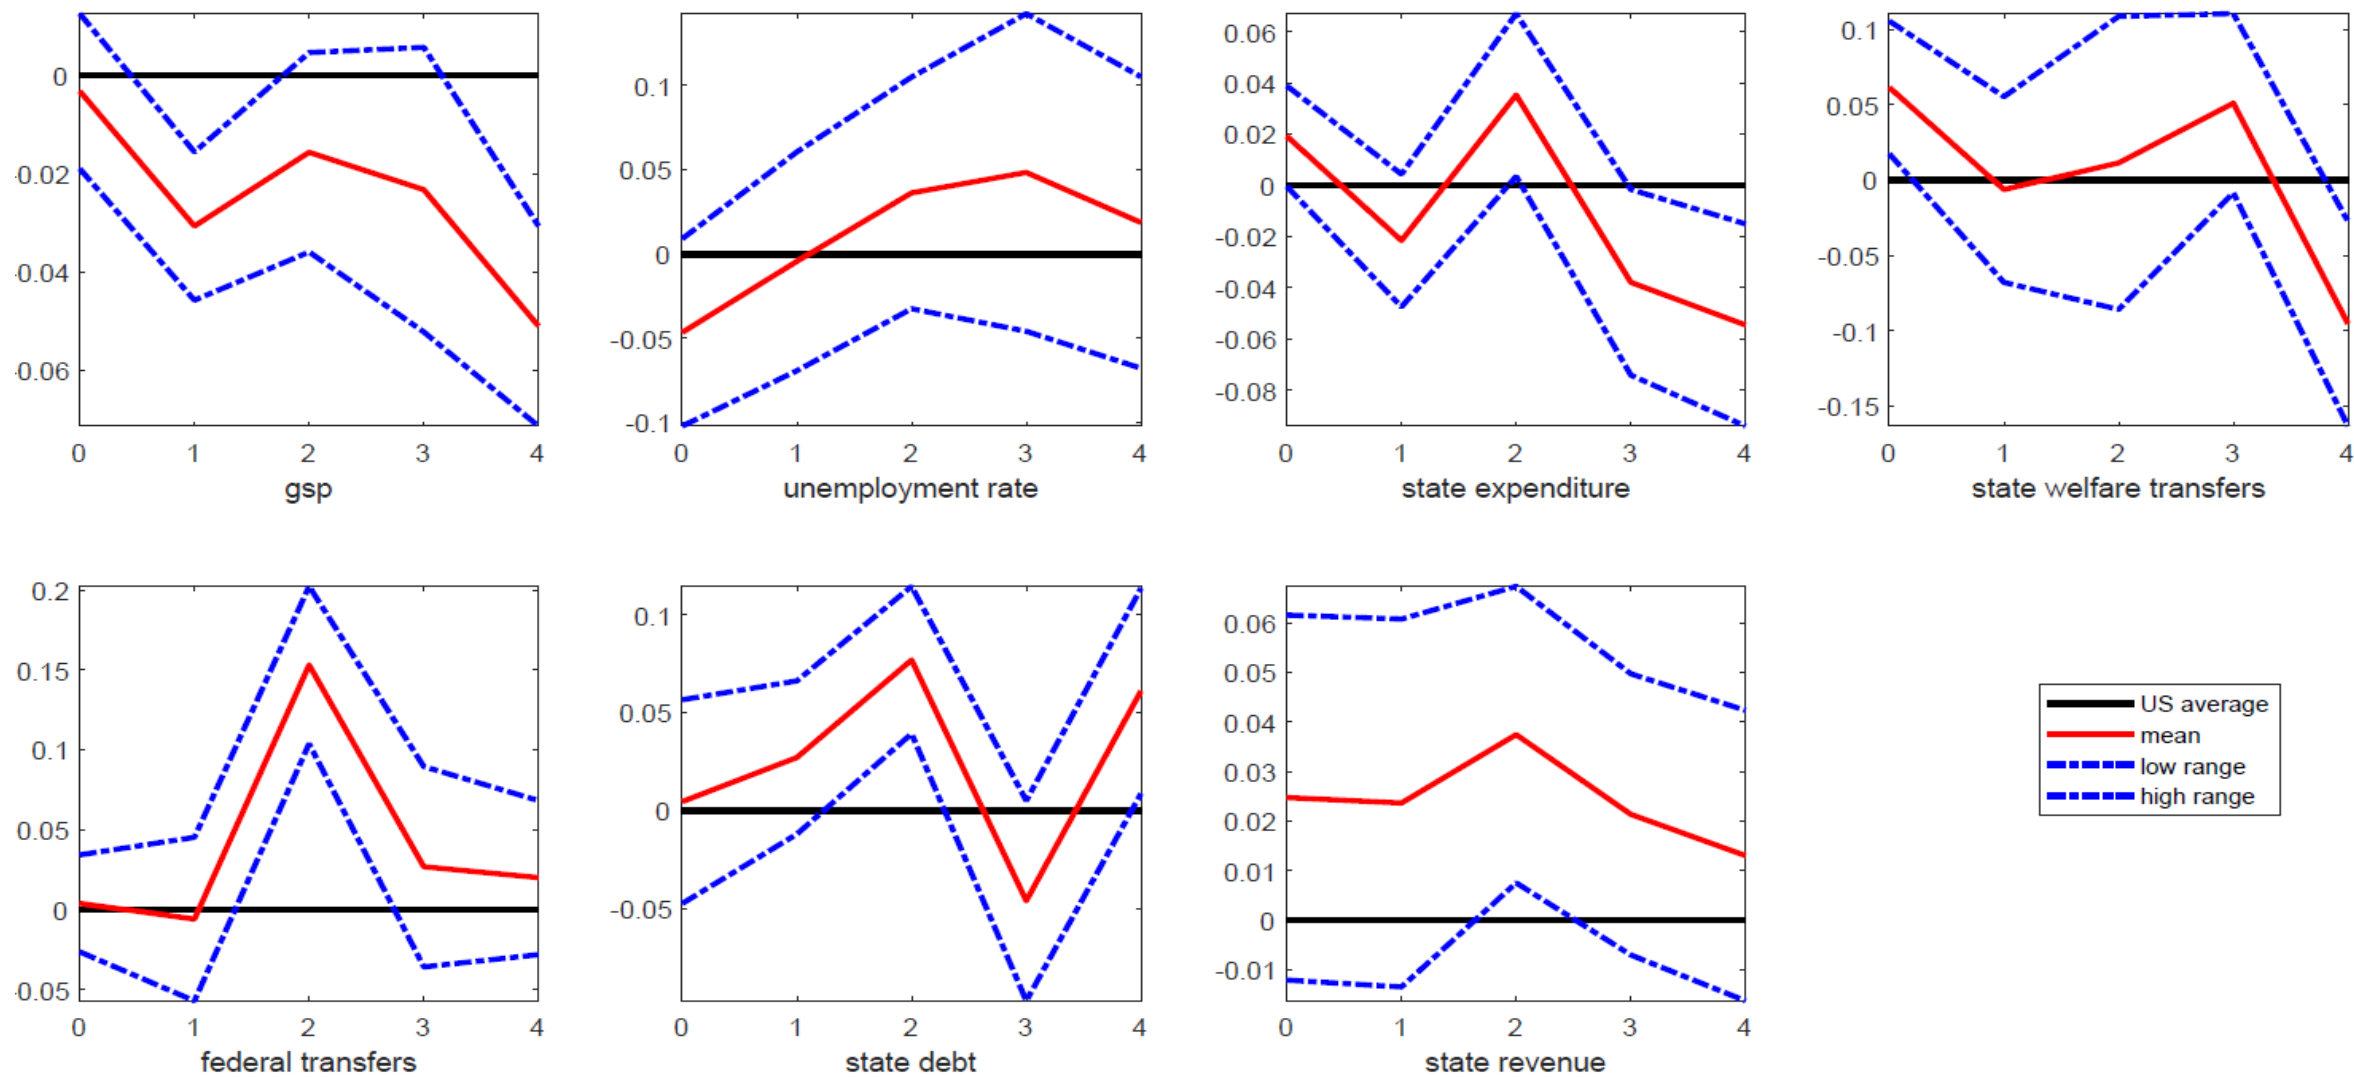 0
-0.02
-0.04
-0.06
0 1 2 3 4
gsp
0.1
0.05
0
-0.05
-0.1
0 1 2 3 4
unemployment rate
0.06
0.04
0.02
0
-0.02
-0.04
-0.06
-0.08
0 1 2 3 4
state expenditure
0.1
0.05
0
-0.05
-0.1
-0.15
0 1 2 3 4
state welfare transfers
0.2
0.15
0.1
0.05
0
-0.05
0 1 2 3 4
federal transfers
0.1
0.05
0
-0.05
0 1 2 3 4
state debt
0.06
0.05
0.04
0.03
0.02
0.01
0
-0.01
0 1 2 3 4
state revenue
US average
mean
low range
high range